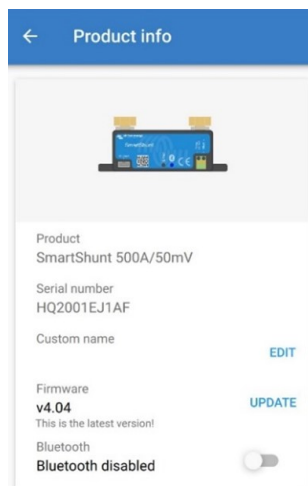 Product info
SmartShunt
Product
SmartShunt 500A/50mV
Serial number
HQ2001EJ1AF
Custom name
EDIT
Firmware
v4.04
UPDATE
This is the latest version!
Bluetooth
Bluetooth disabled